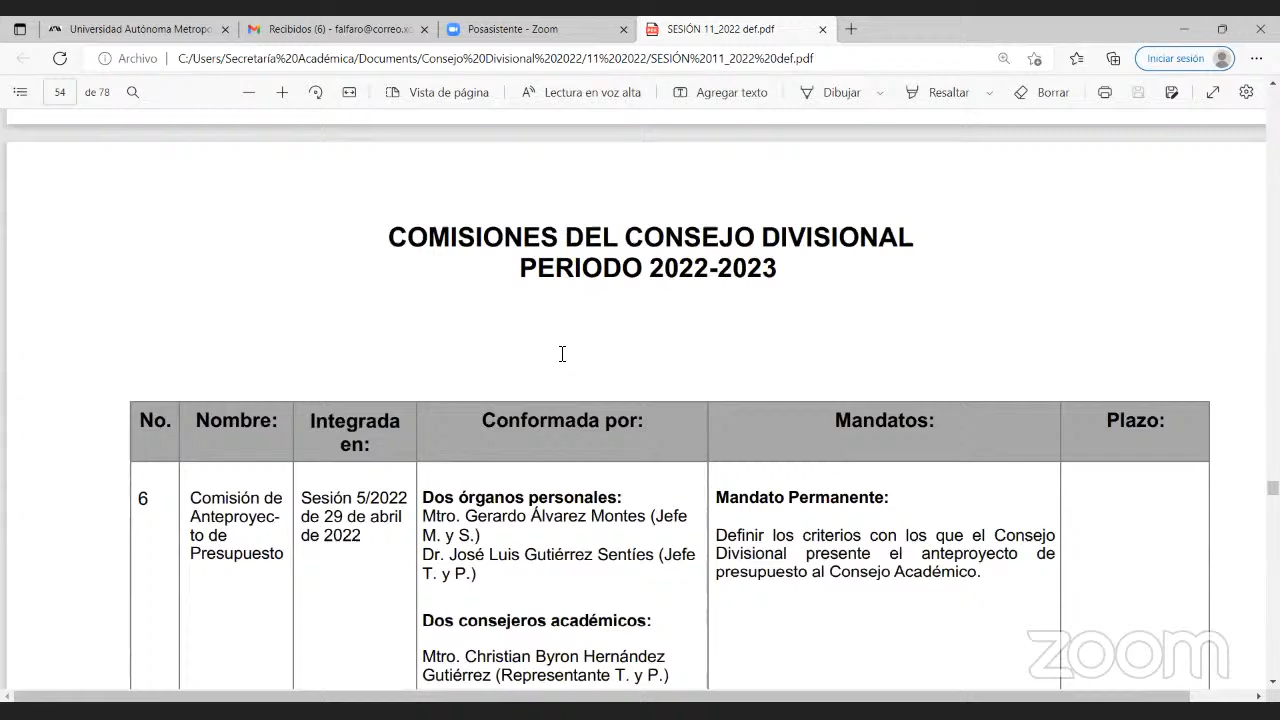 Universidad Autónoma Metropo
Recibidos (6) - falfaro@correo.xo
Posasistente - Zoom
SESIÓN 11_2022 def.pdf
Archivo
C:/Users/Secretaría%20Académica/Documents/Consejo%20Divisional%202022/11%202022/SESIÓN%2011_2022%20def.pdf
Iniciar sesión
54 de 78
Vista de página
Lectura en voz alta
Agregar texto
Dibujar
Resaltar
Borrar
COMISIONES DEL CONSEJO DIVISIONAL
PERIODO 2022-2023
No.
Nombre:
Integrada
en:
Conformada por:
Mandatos:
Plazo:
6
Comisión de
Anteproyec-
to de
Presupuesto
Sesión 5/2022
de 29 de abril
de 2022
Dos órganos personales:
Mtro. Gerardo Álvarez Montes (Jefe
M. y S.)
Dr. José Luis Gutiérrez Sentíes (Jefe
T. y P.)
Dos consejeros académicos:
Mtro. Christian Byron Hernández
Gutiérrez (Representante T. y P.)
Mandato Permanente:
Definir los criterios con los que el Consejo
Divisional presente el anteproyecto de
presupuesto al Consejo Académico.
zoom